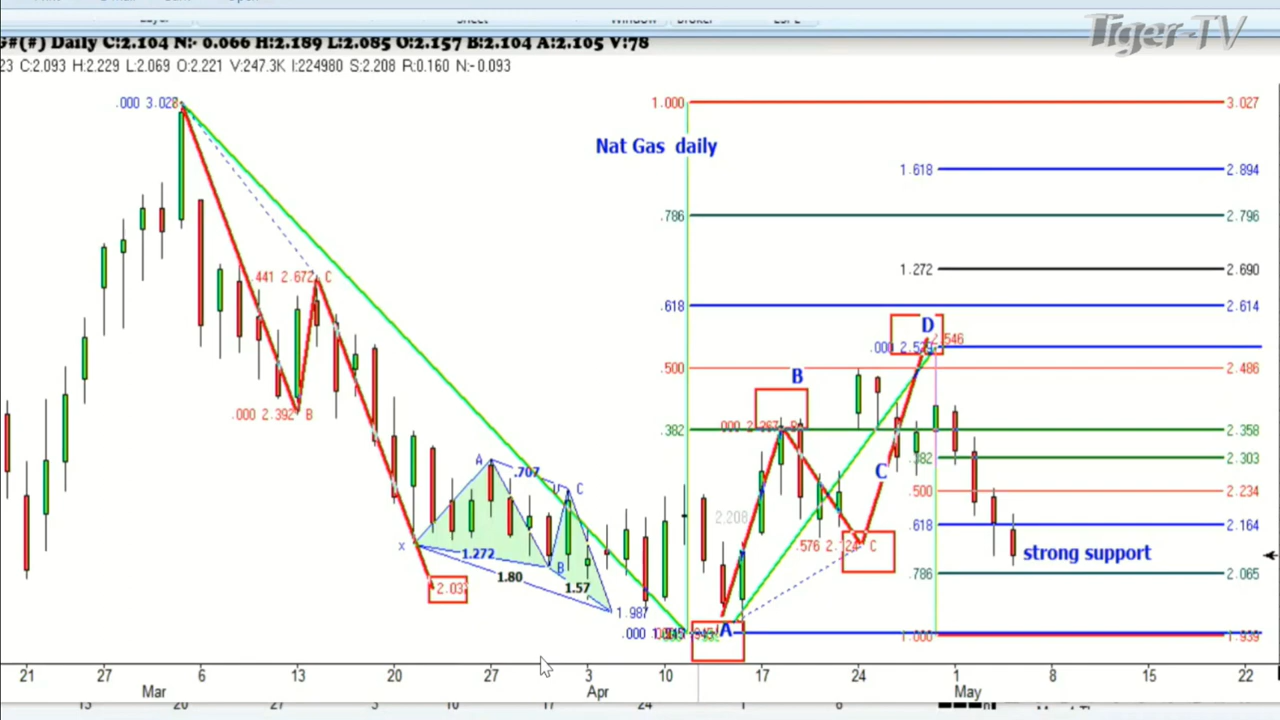 Tiger-TV
G#(#) Daily C:2.104 N:- 0.066 H:2.189 L:2.085 O:2.157 B:2.104 A:2.105 V:78
23 C:2.093 H:2.229 L:2.069 O:2.221 V:247.3K I:224980 S:2.208 R:0.160 N:-0.093
.000 3.028
1.000 3.027
Nat Gas daily
1.618 2.894
.786 2.796
1.272 2.690
.441 2.672 C
.618 2.614
D
2.546
.000
.500 2.486
B
.000 2.392 B
.382 2.358
A .707
.382 2.303
C
C
.500 2.234
2.208
.618 2.164
X 1.272
.576 C
strong support
B
1.80
1.57
.786 2.065
1.987
.000
A
1.000 1.939
21 27 6 13 20 27 3 10 17 24 1 8 15 22
Mar Apr May